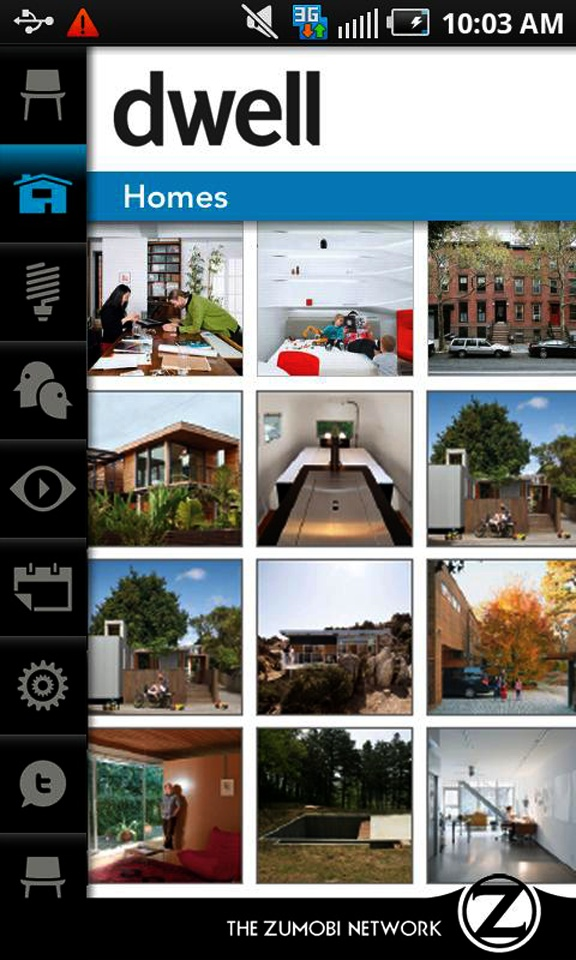 3G
10:03 AM
dwell
Homes
t
THE ZUMOBI NETWORK
Z